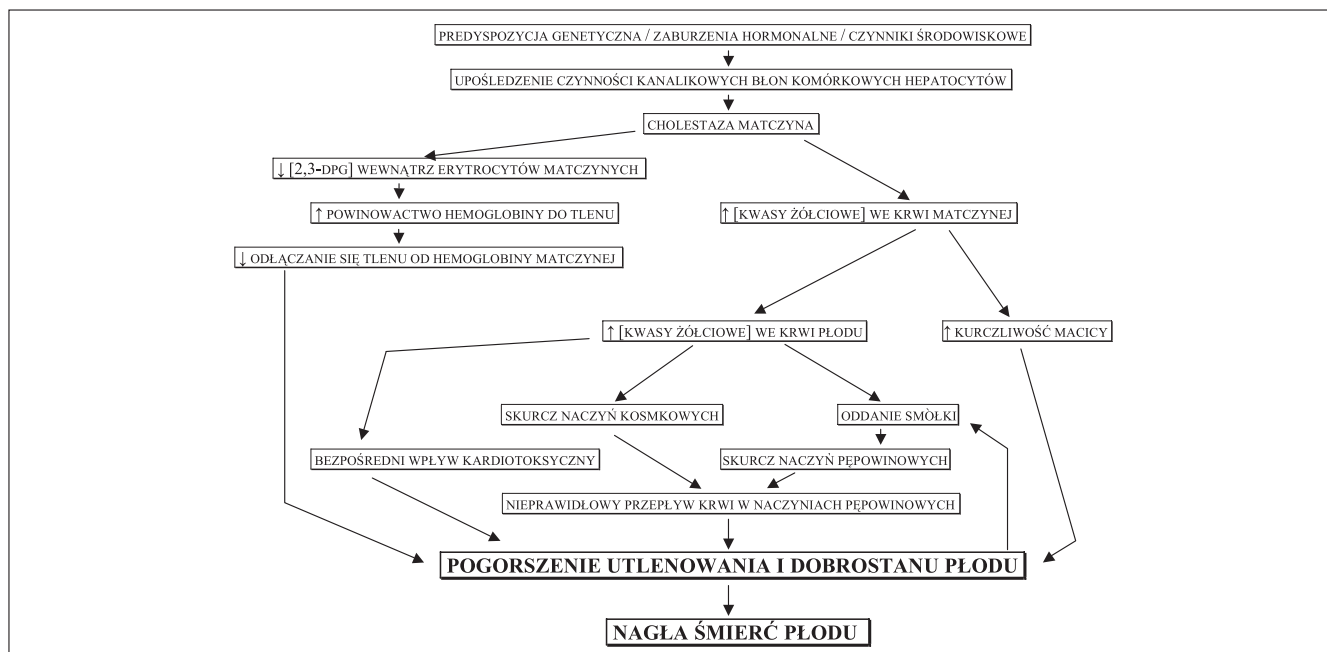 PREDYSPOZYCJA GENETYCZNA / ZABURZENIA HORMONALNE / CZYNNIKI ŚRODOWISKOWE
UPOŚLEDZENIE CZYNNOŚCI KANALIKOWYCH BŁON KOMÓRKOWYCH HEPATOCYTÓW
CHOLESTAZA MATCZYNA
↓ [2,3-DPG] WEWNĄTRZ ERYTROCYTÓW MATCZYNYCH
↑ POWINOWACTWO HEMOGLOBINY DO TLENU
↑ [KWASY ŻÓŁCIOWE] WE KRWI MATCZYNEJ
↓ ODŁĄCZANIE SIĘ TLENU OD HEMOGLOBINY MATCZYNEJ
↑ [KWASY ŻÓŁCIOWE] WE KRWI PŁODU
↑ KURCZLIWOŚĆ MACICY
SKURCZ NACZYŃ KOSMKOWYCH
ODDANIE SMÒŁKI
BEZPOŚREDNI WPŁYW KARDIOTOKSYCZNY
SKURCZ NACZYŃ PĘPOWINOWYCH
NIEPRAWIDŁOWY PRZEPŁYW KRWI W NACZYNIACH PĘPOWINOWYCH
POGORSZENIE UTLENOWANIA I DOBROSTANU PŁODU
NAGŁA ŚMIERĆ PŁODU